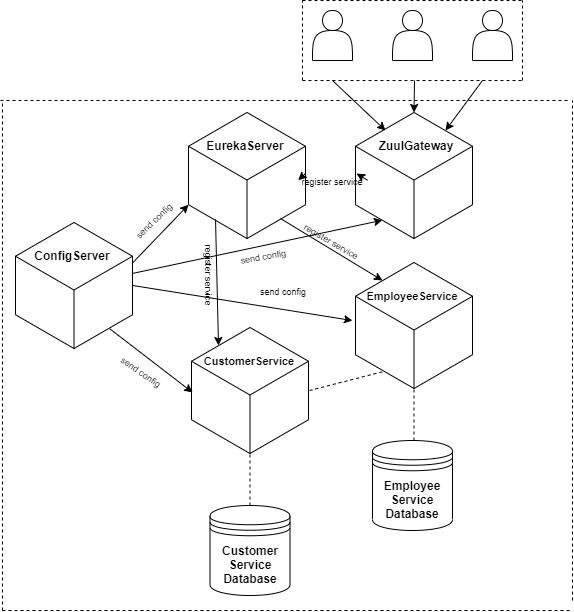 EurekaServer
ZuulGateway
register service
send config
register service
register service
send config
ConfigServer
send config
EmployeeService
send config
CustomerService
Employee
Service
Database
Customer
Service
Database